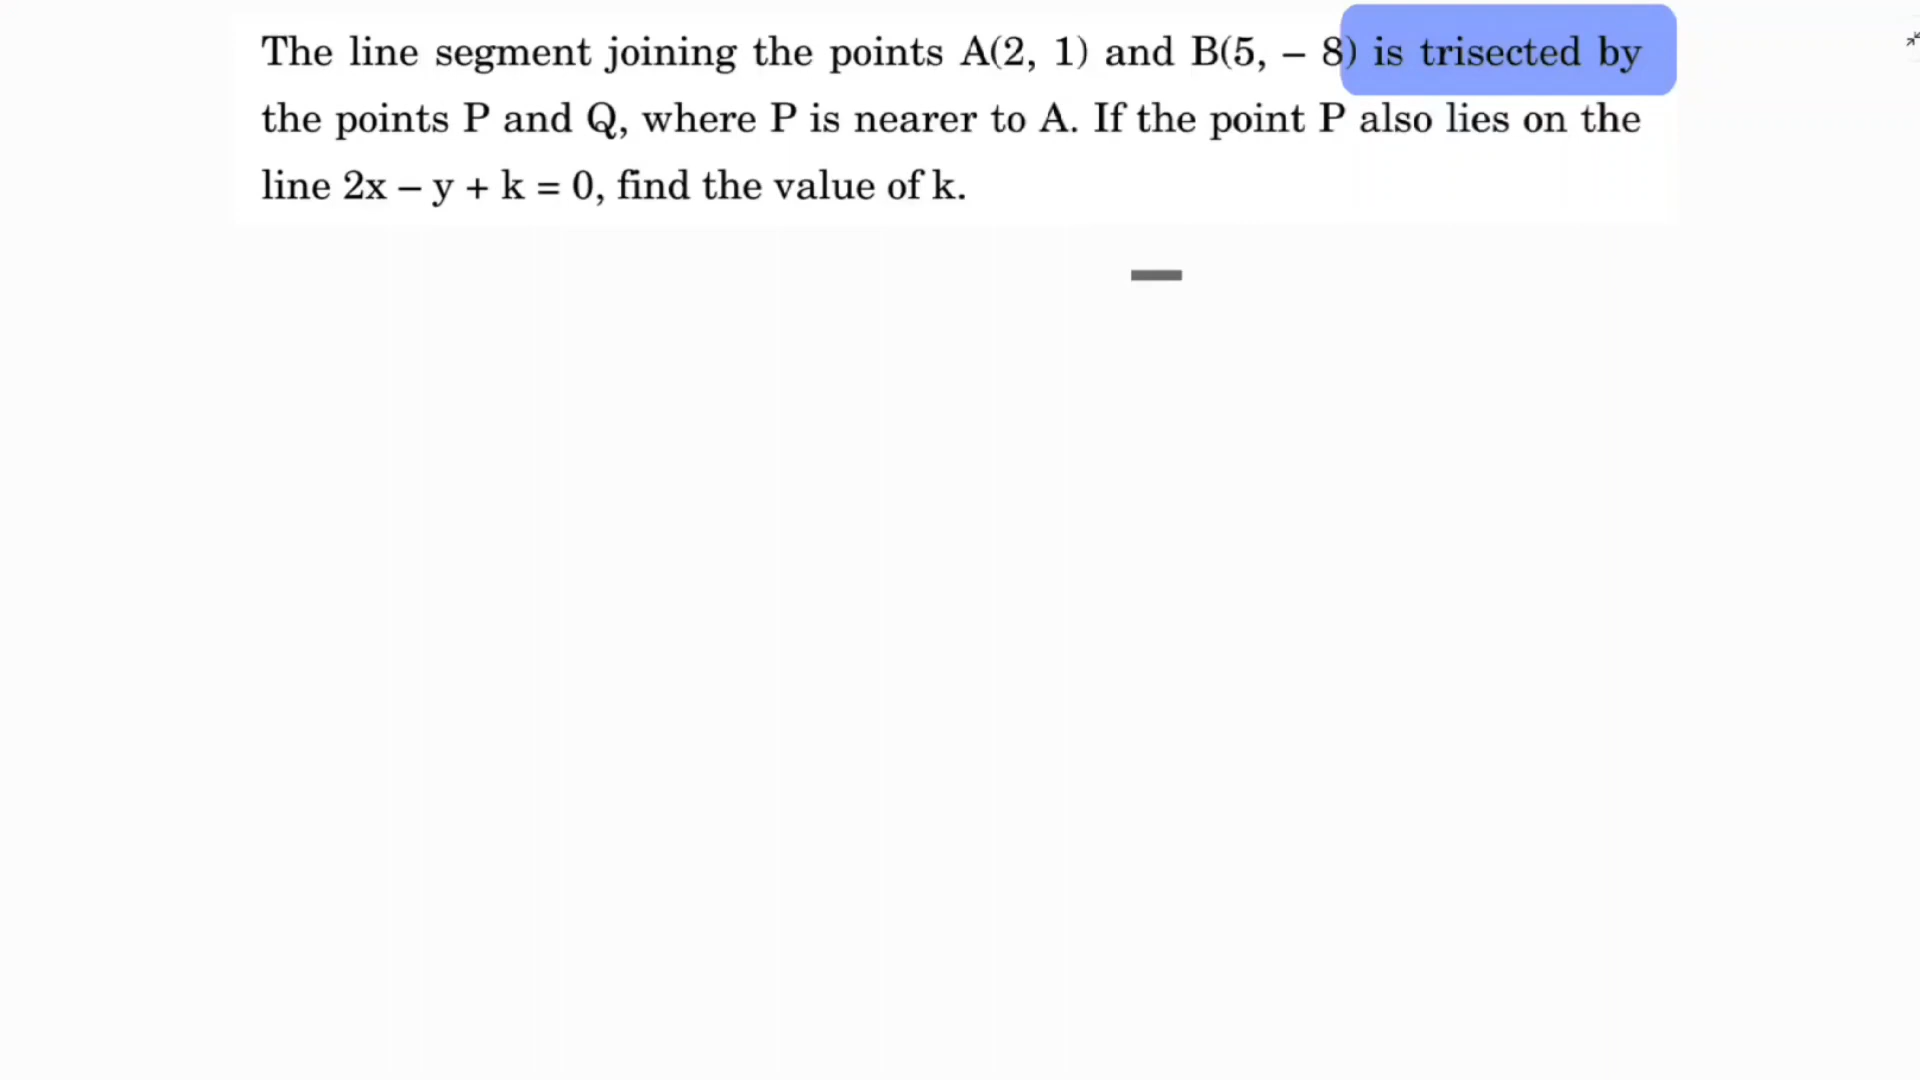 The line segment joining the points A(2, 1) and B(5, – 8) is trisected by
the points P and Q, where P is nearer to A. If the point P also lies on the
line 2x – y + k = 0, find the value of k.